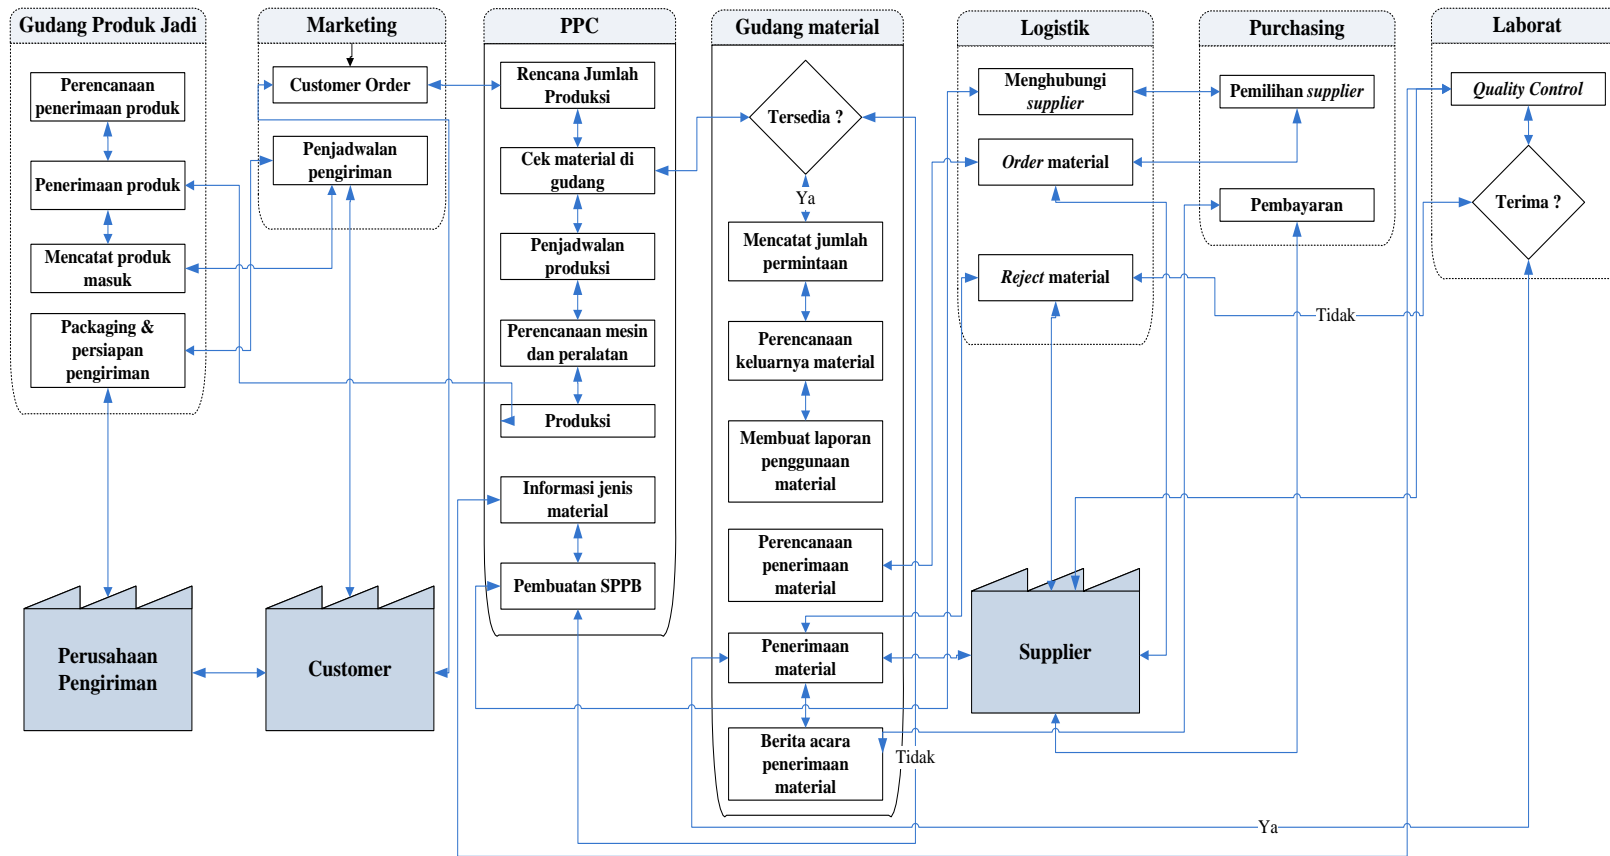 Gudang Produk Jadi
Perencanaan
penerimaan produk
Penerimaan produk
Mencatat produk
masuk
Packaging &
persiapan
pengiriman
Perusahaan
Pengiriman
Marketing
Customer Order
Penjadwalan
pengiriman
Customer
PPC
Rencana Jumlah
Produksi
Cek material di
gudang
Penjadwalan
produksi
Perencanaan mesin
dan peralatan
Produksi
Informasi jenis
material
Pembuatan SPPB
Gudang material
Tersedia ?
Ya
Mencatat jumlah
permintaan
Perencanaan
keluarnya material
Membuat laporan
penggunaan
material
Perencanaan
penerimaan
material
Penerimaan
material
Berita acara
penerimaan
material
Tidak
Logistik
Menghubungi
supplier
Order material
Reject material
Supplier
Purchasing
Pemilihan supplier
Pembayaran
Laborat
Quality Control
Terima ?
Tidak
Ya